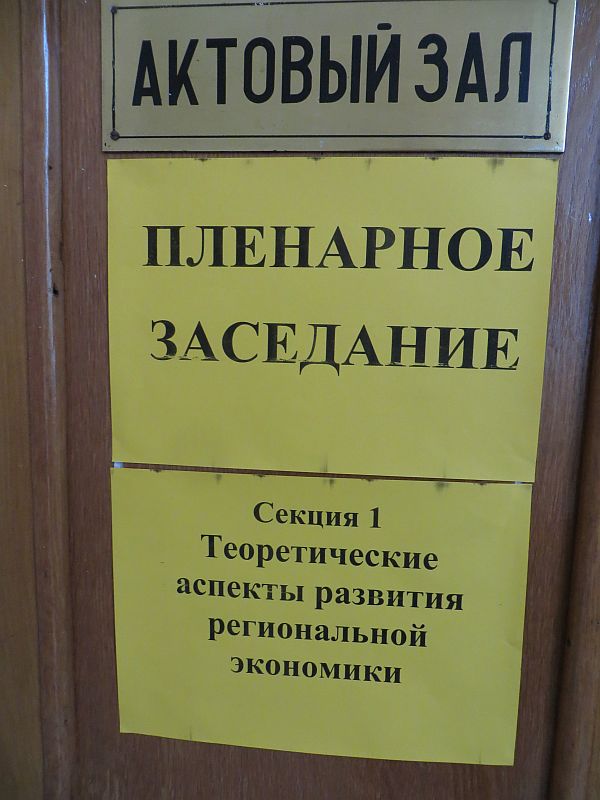 АКТОВЫЙ ЗАЛ
ПЛЕНАРНОЕ
ЗАСЕДАНИЕ
Секция 1
Теоретические
аспекты развития
региональной
экономики